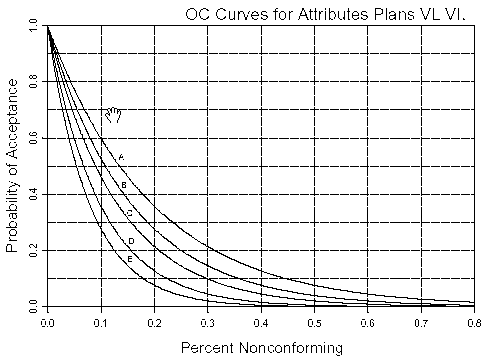 OC Curves for Attributes Plans VL VI.
Probability of Acceptance
1.0
0.8
0.6
0.4
0.2
0.0
A
B
C
D
E
0.0 0.1 0.2 0.3 0.4 0.5 0.6 0.7 0.8
Percent Nonconforming